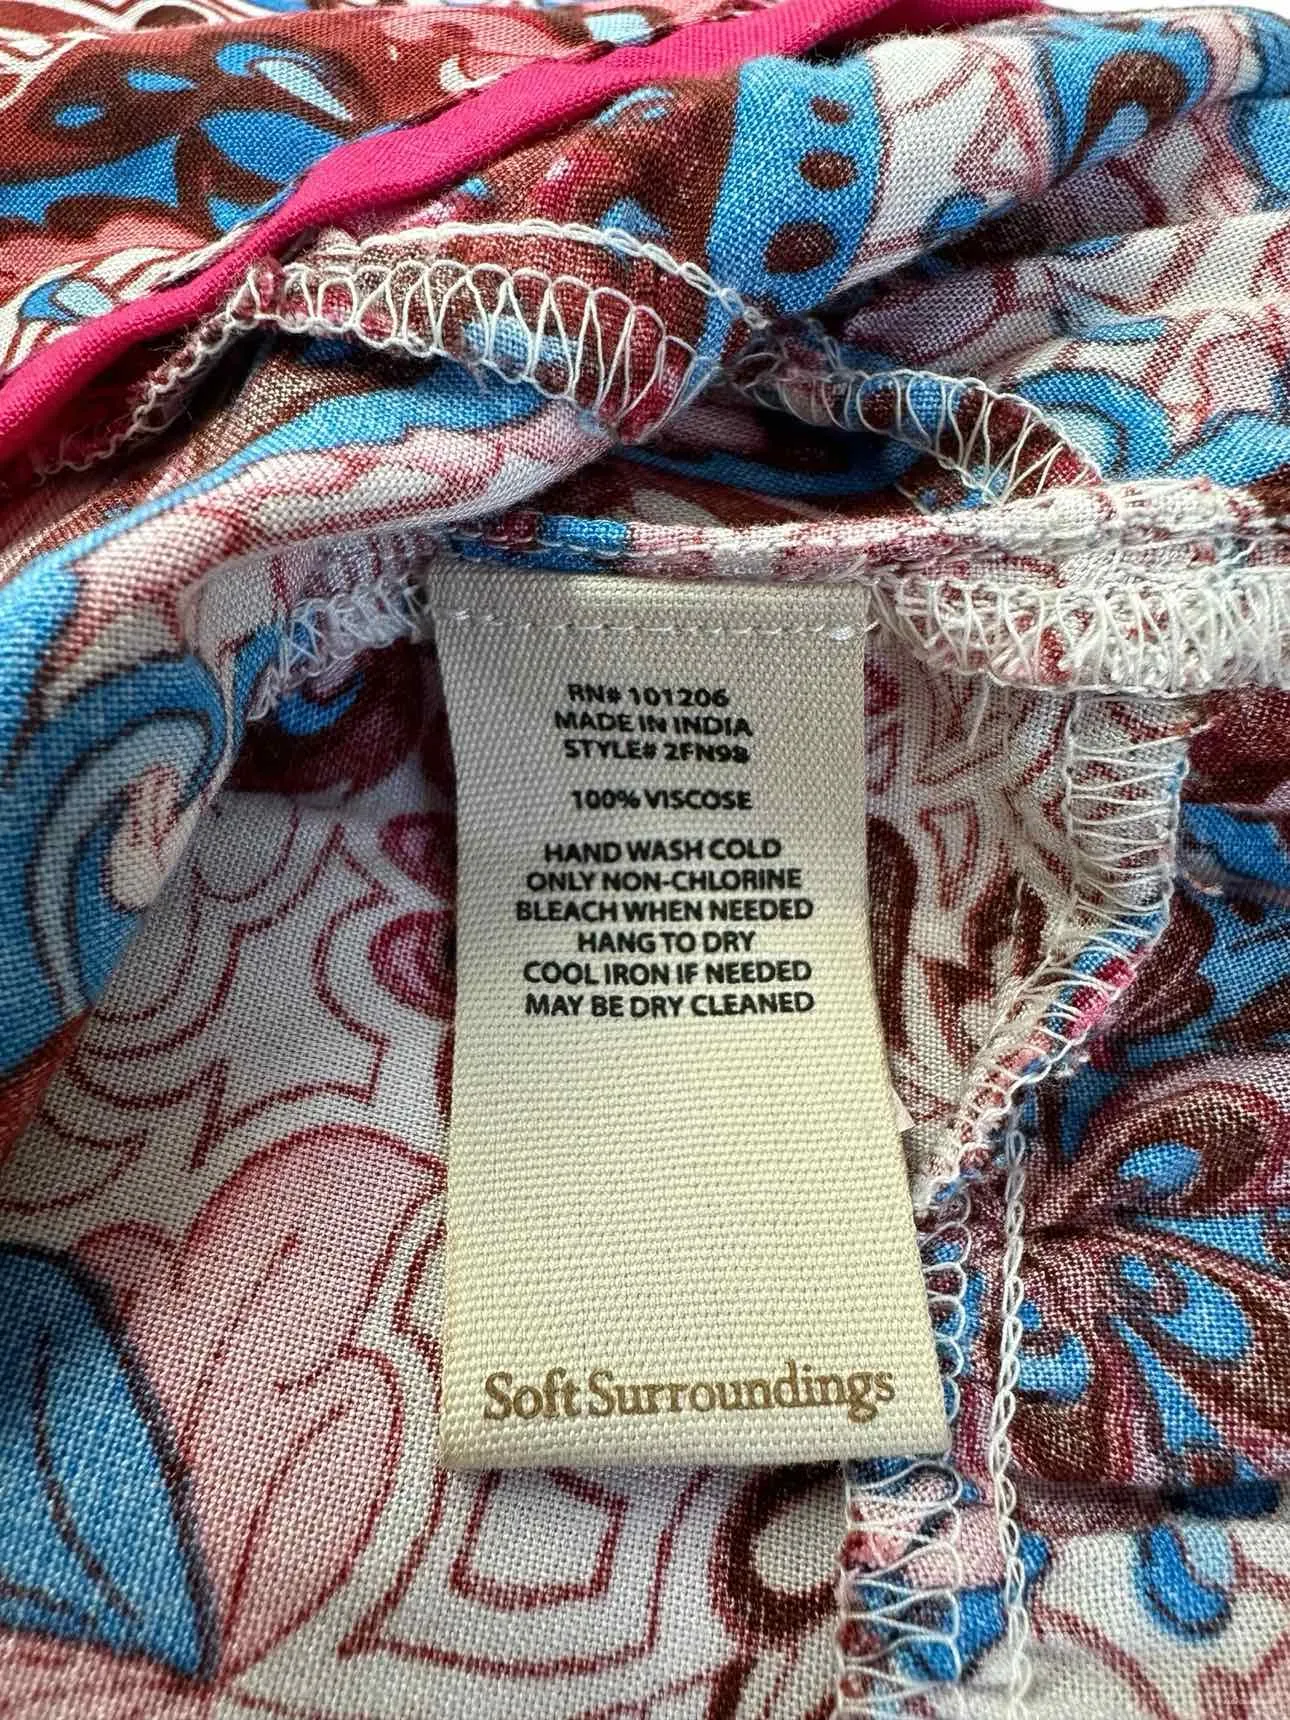 RN# 101206
MADE IN INDIA
STYLE# 2FN98
100% VISCOSE
HAND WASH COLD
ONLY NON-CHLORINE
BLEACH WHEN NEEDED
HANG TO DRY
COOL IRON IF NEEDED
MAY BE DRY CLEANED
Soft Surroundings